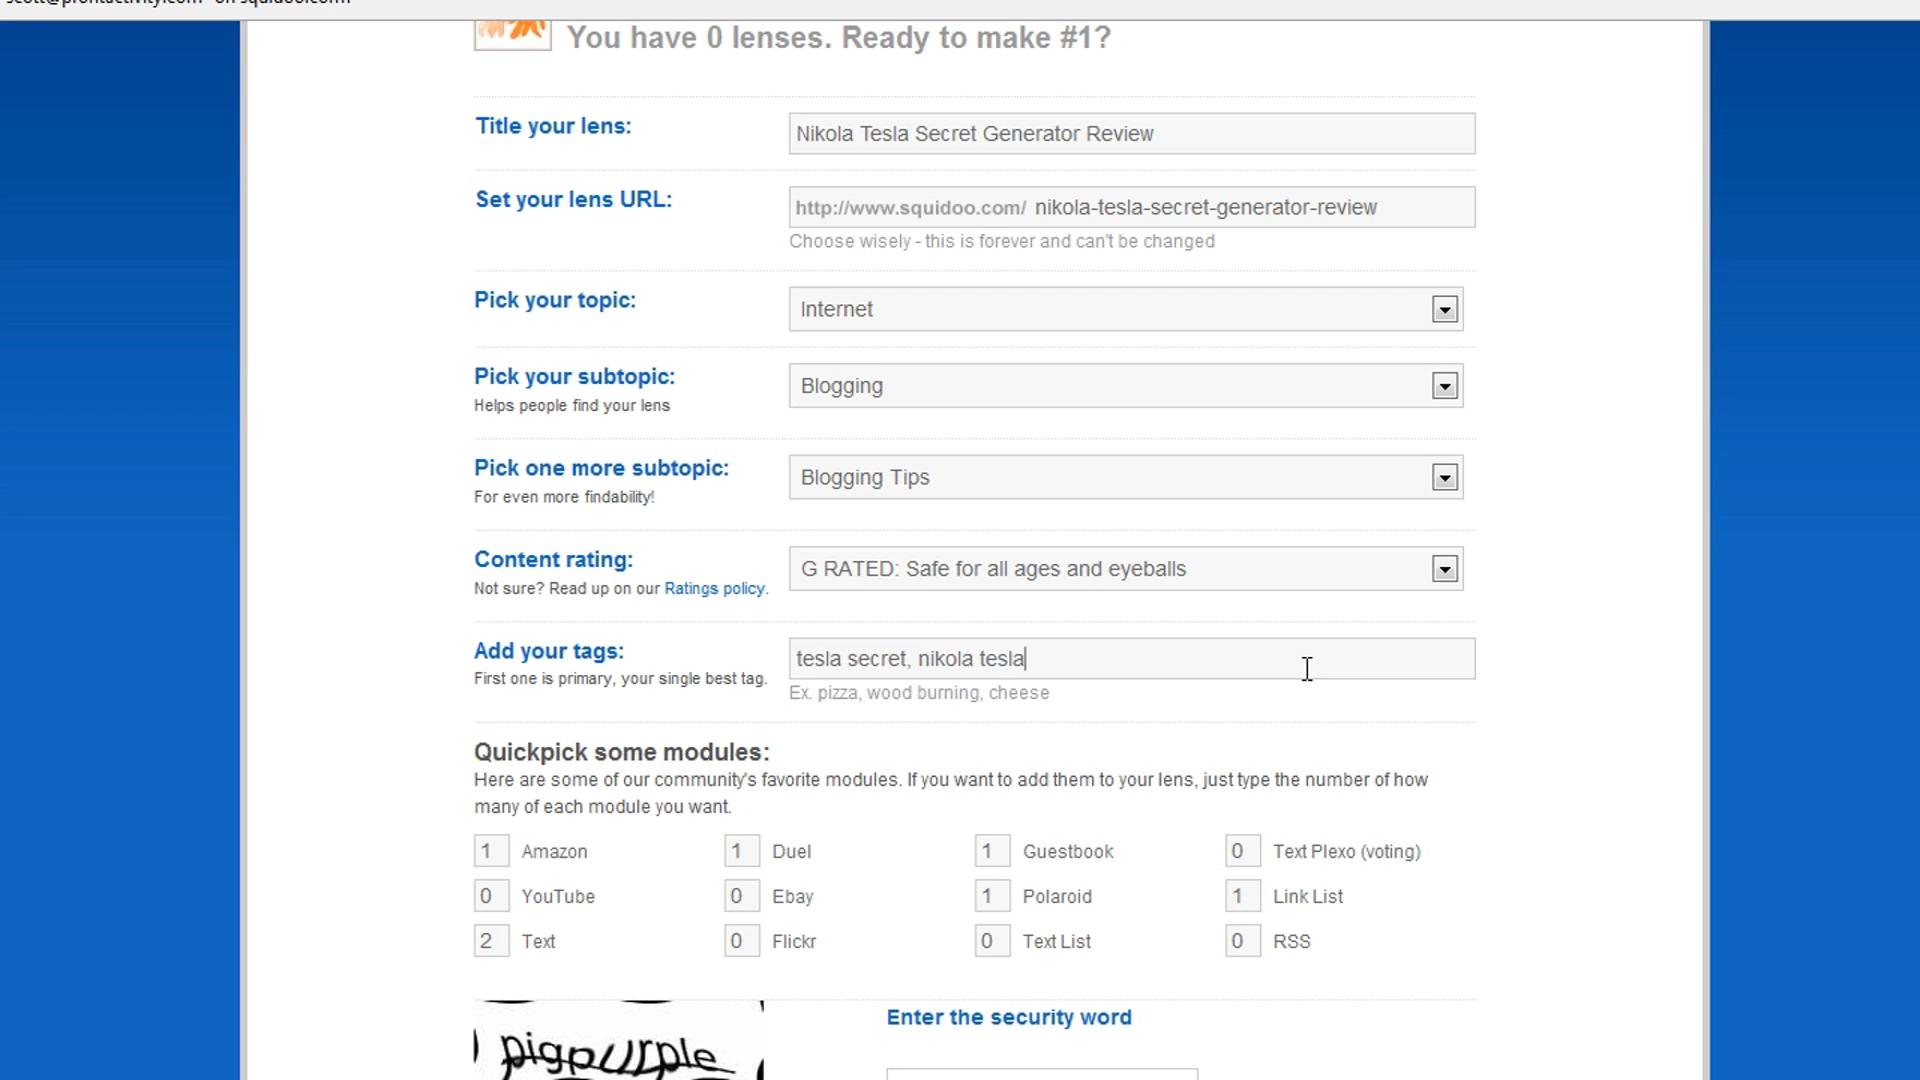 You have 0 lenses. Ready to make #1?
Title your lens:
Nikola Tesla Secret Generator Review
Set your lens URL:
http://www.squidoo.com/ nikola-tesla-secret-generator-review
Choose wisely - this is forever and can't be changed
Pick your topic:
Internet
Pick your subtopic:
Blogging
Helps people find your lens
Pick one more subtopic:
Blogging Tips
For even more findability!
Content rating:
G RATED: Safe for all ages and eyeballs
Not sure? Read up on our Ratings policy.
Add your tags:
tesla secret, nikola tesla
First one is primary, your single best tag.
Ex. pizza, wood burning, cheese
Quickpick some modules:
Here are some of our community's favorite modules. If you want to add them to your lens, just type the number of how
many of each module you want.
1 Amazon 1 Duel 1 Guestbook 0 Text Plexo (voting)
0 YouTube 0 Ebay 1 Polaroid 1 Link List
2 Text 0 Flickr 0 Text List 0 RSS
Enter the security word
pigpurple